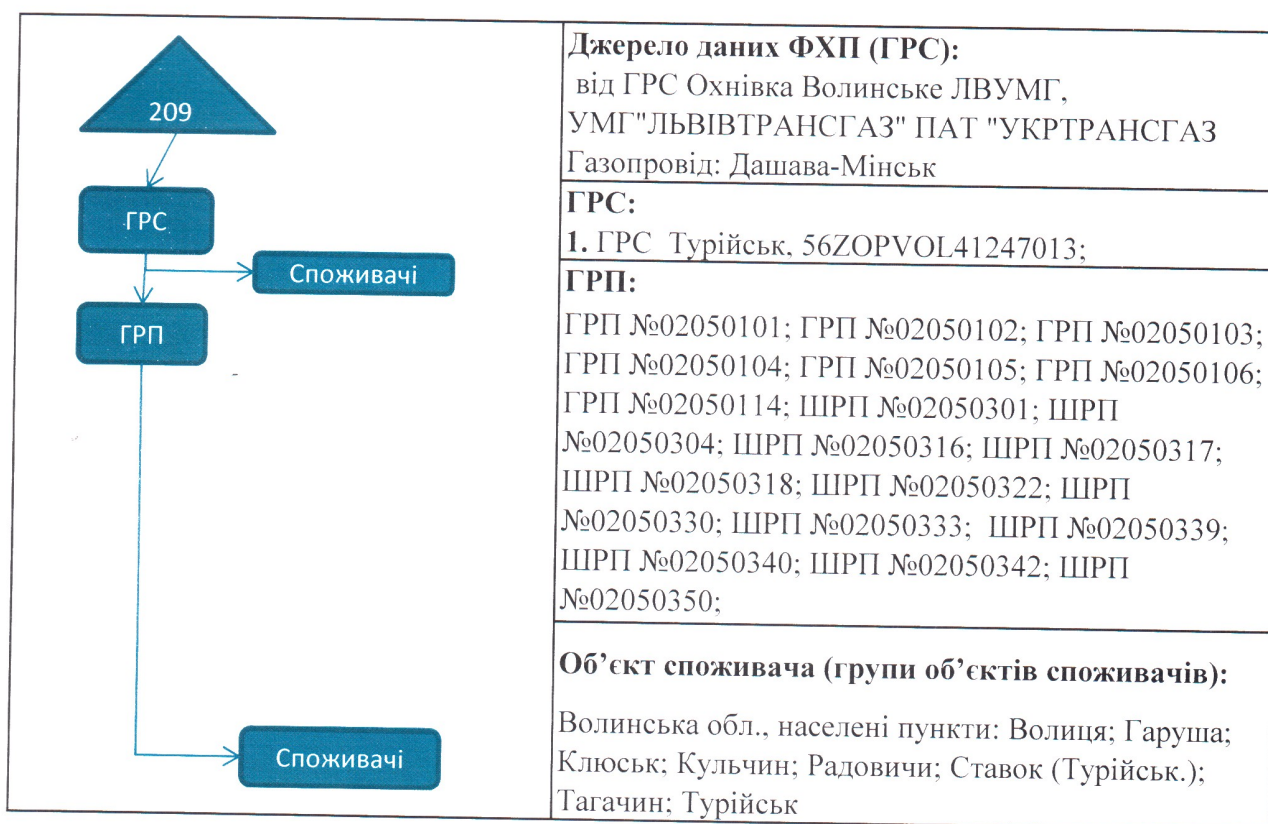 209
ГРС
Споживачі
ГРП
Споживачі
Джерело даних ФХП (ГРС):
від ГРС Охнівка Волинське ЛВУМГ,
УМГ"ЛЬВІВТРАНСГАЗ" ПАТ "УКРТРАНСГАЗ
Газопровід: Дашава-Мінськ
ГРС:
1. ГРС Турійськ, 56ZOPVOL41247013;
ГРП:
ГРП №02050101; ГРП №02050102; ГРП №02050103;
ГРП №02050104; ГРП №02050105; ГРП №02050106;
ГРП №02050114; ШРП №02050301; ШРП
№02050304; ШРП №02050316; ШРП №02050317;
ШРП №02050318; ШРП №02050322; ШРП
№02050330; ШРП №02050333; ШРП №02050339;
ШРП №02050340; ШРП №02050342; ШРП
№02050350;
Об’єкт споживача (групи об’єктів споживачів):
Волинська обл., населені пункти: Волиця; Гаруша;
Клюськ; Кульчин; Радовичи; Ставок (Турійськ.);
Тагачин; Турійськ